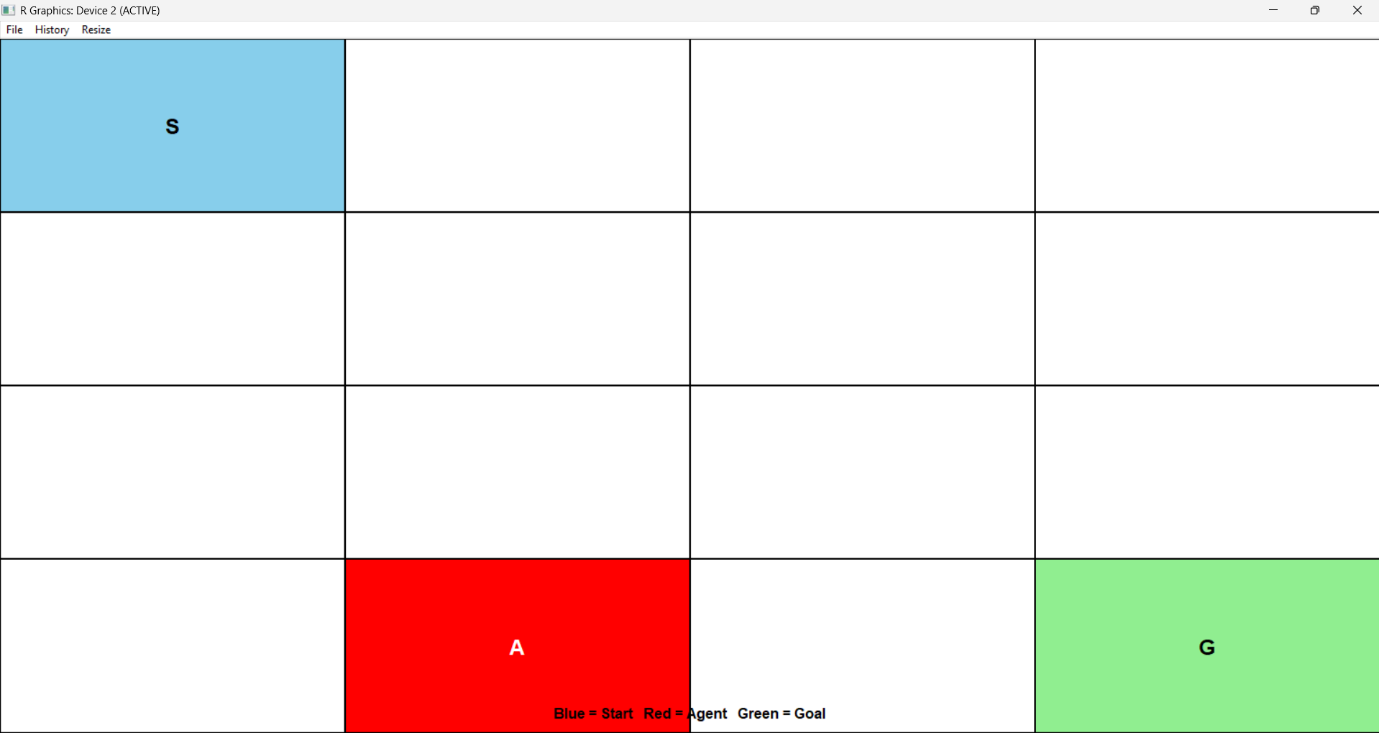 R Graphics: Device 2 (ACTIVE)
File History Resize
S
A
G
Blue = Start Red = Agent Green = Goal